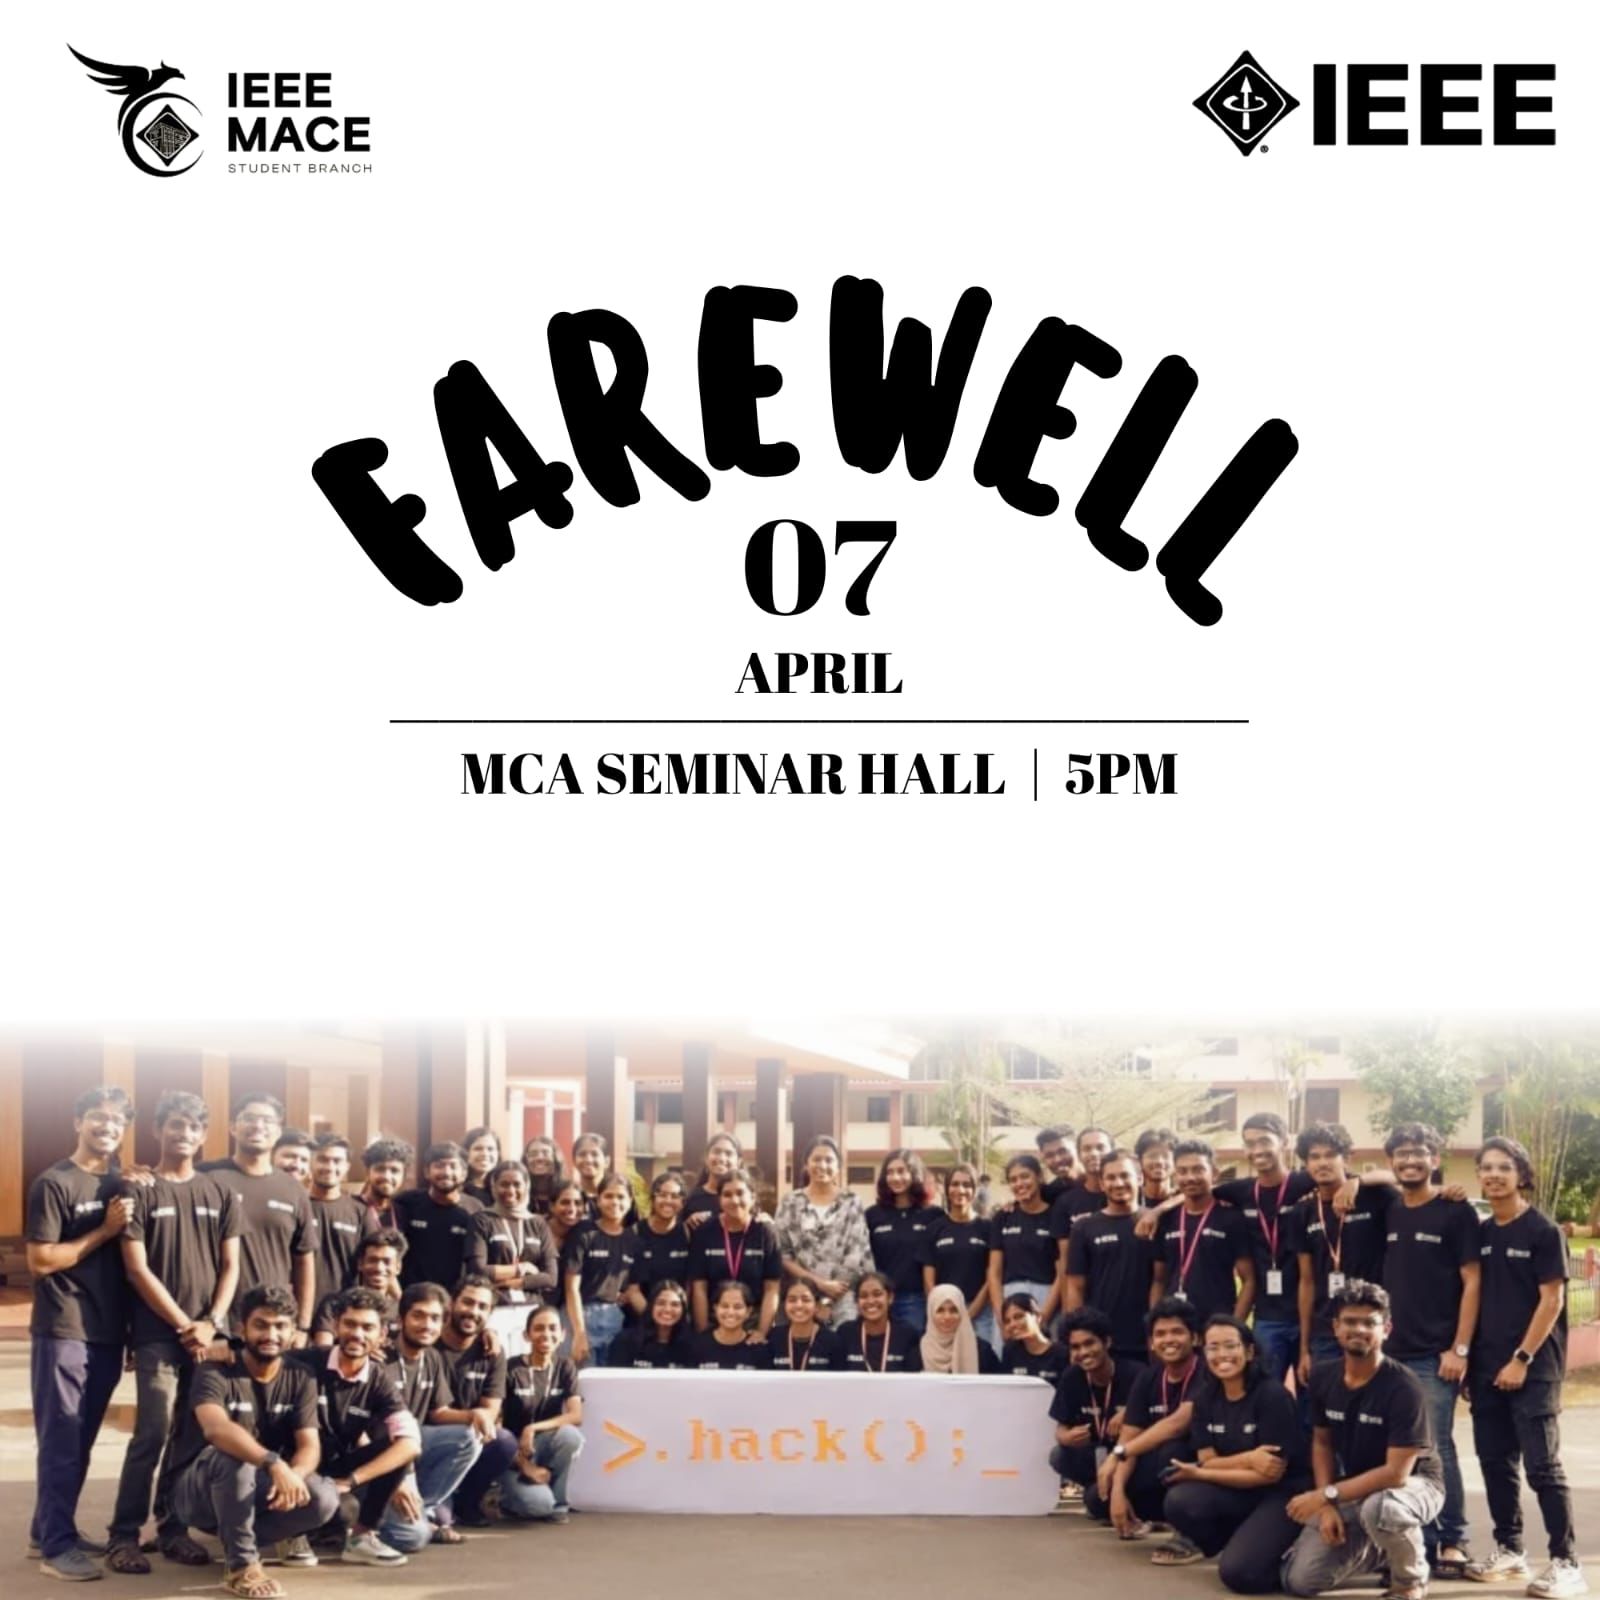 IEEE
MACE
STUDENT BRANCH
IEEE
FAREWELL
07
APRIL
MCA SEMINAR HALL | 5PM
>.hack();_